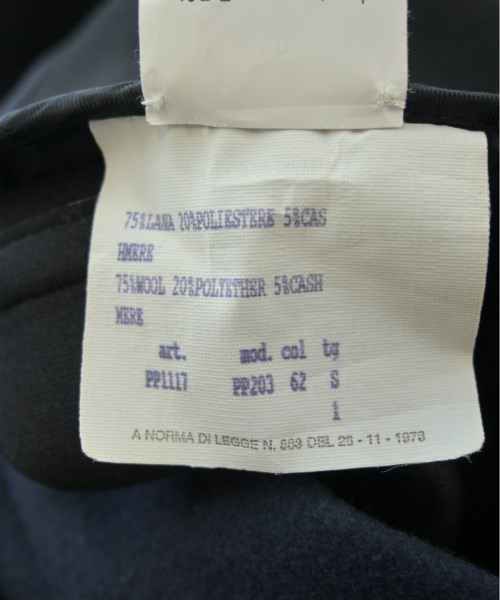 75%LANA 20%POLIESTERE 5%CAS
HMERE
75%WOOL 20%POLYETHER 5%CASH
MERE
art. mod. col tg
PP1117 PP203 62 S
i
A NORMA DI LEGGE N. 883 DEL 26 - 11 - 1973